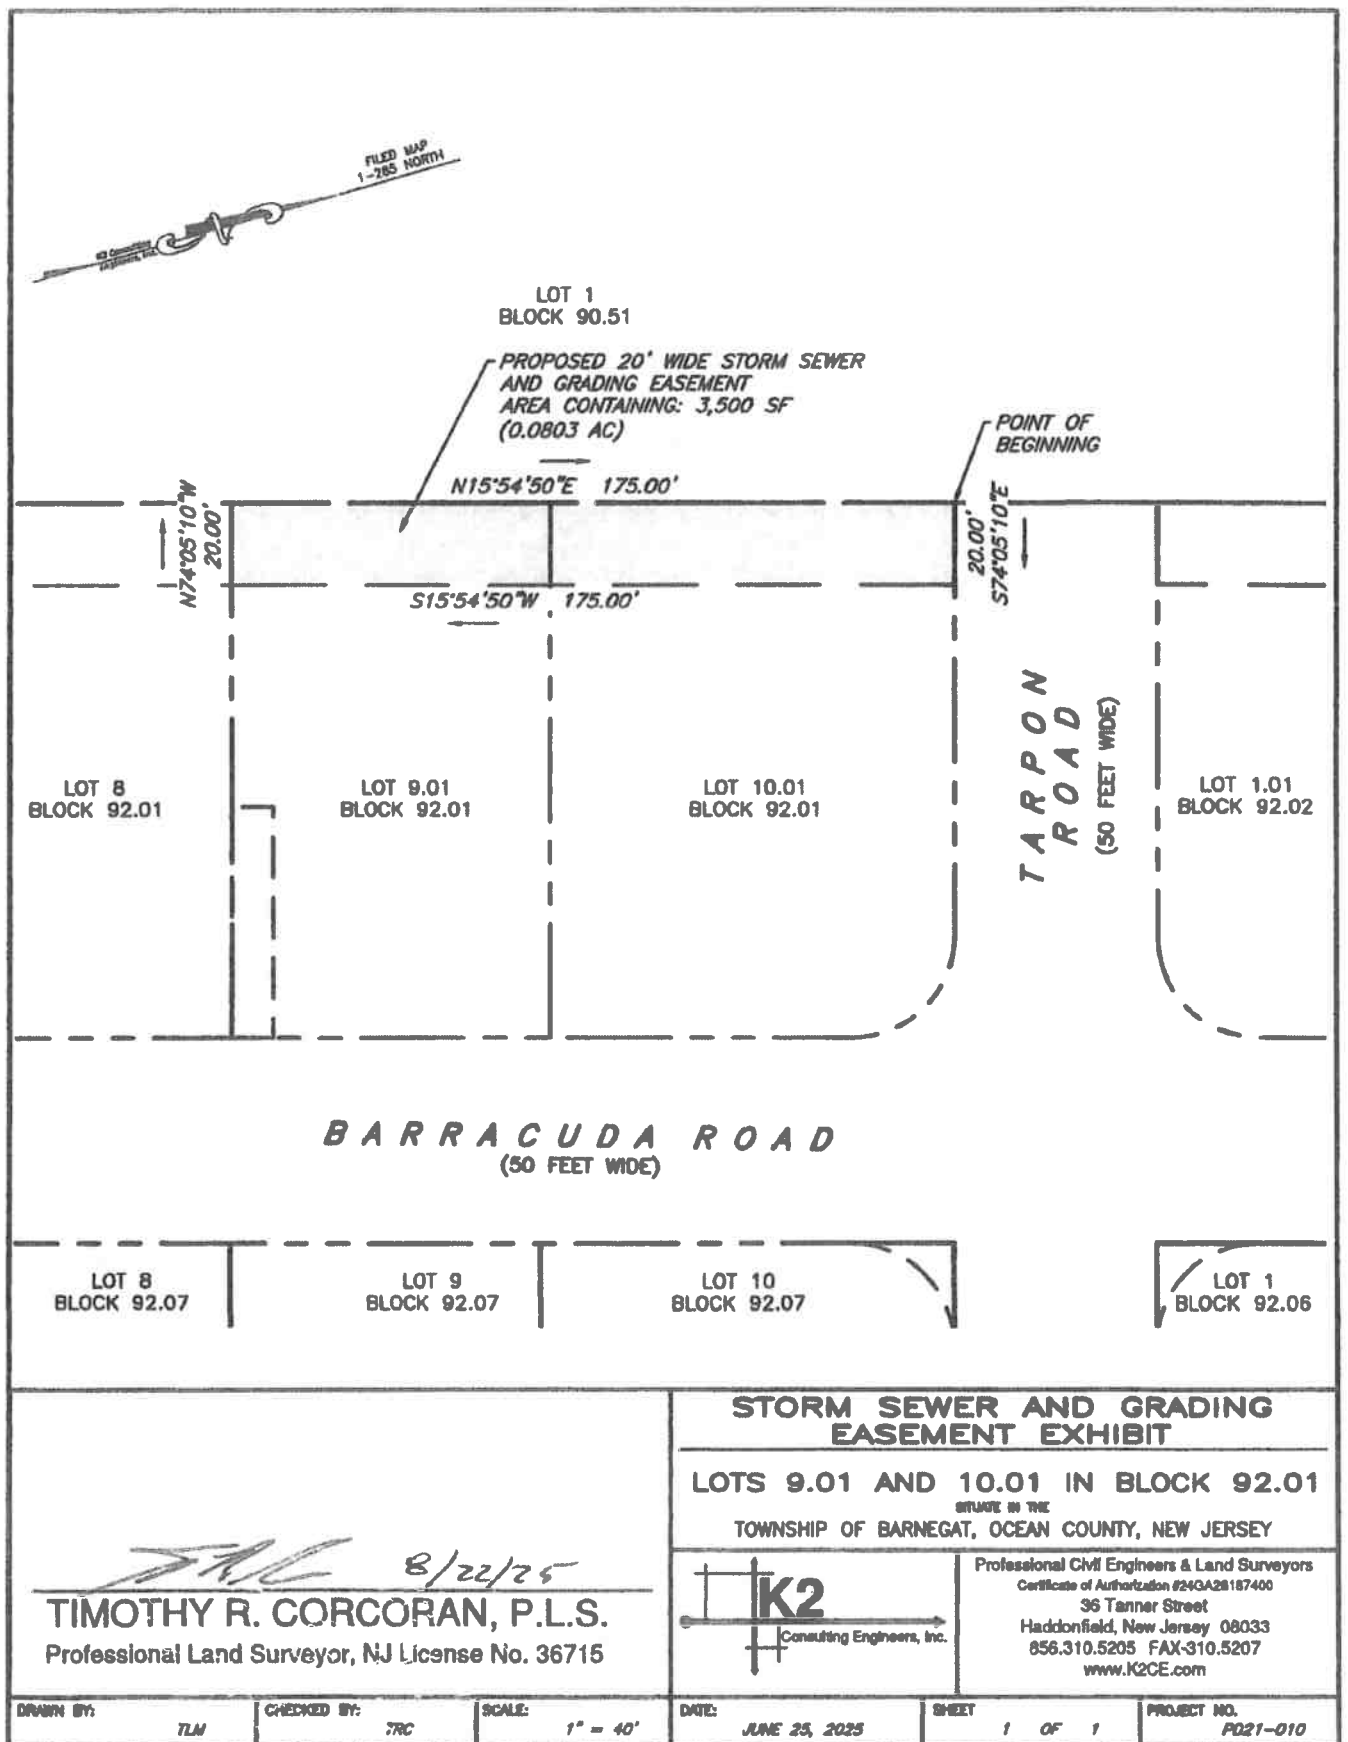 FILED MAP
1-285 NORTH
K2 Consulting
Engineers, Inc.
LOT 1
BLOCK 90.51
PROPOSED 20' WIDE STORM SEWER
AND GRADING EASEMENT
AREA CONTAINING: 3,500 SF
(0.0803 AC)
POINT OF
BEGINNING
N15°54'50"E 175.00'
N74°05'10"W
20.00'
20.00'
S74°05'10"E
S15°54'50"W 175.00'
TARPON
ROAD
(50 FEET WIDE)
LOT 8
BLOCK 92.01
LOT 9.01
BLOCK 92.01
LOT 10.01
BLOCK 92.01
LOT 1.01
BLOCK 92.02
BARRACUDA ROAD
(50 FEET WIDE)
LOT 8
BLOCK 92.07
LOT 9
BLOCK 92.07
LOT 10
BLOCK 92.07
LOT 1
BLOCK 92.06
8/22/25
TIMOTHY R. CORCORAN, P.L.S.
Professional Land Surveyor, NJ License No. 36715
STORM SEWER AND GRADING
EASEMENT EXHIBIT
LOTS 9.01 AND 10.01 IN BLOCK 92.01
SITUATE IN THE
TOWNSHIP OF BARNEGAT, OCEAN COUNTY, NEW JERSEY
K2
Consulting Engineers, Inc.
Professional Civil Engineers & Land Surveyors
Certificate of Authorization #24GA28187400
36 Tanner Street
Haddonfield, New Jersey 08033
856.310.5205 FAX-310.5207
www.K2CE.com
DRAWN BY: TLM
CHECKED BY: TRC
SCALE: 1" = 40'
DATE: JUNE 25, 2025
SHEET 1 OF 1
PROJECT NO. PD21-010